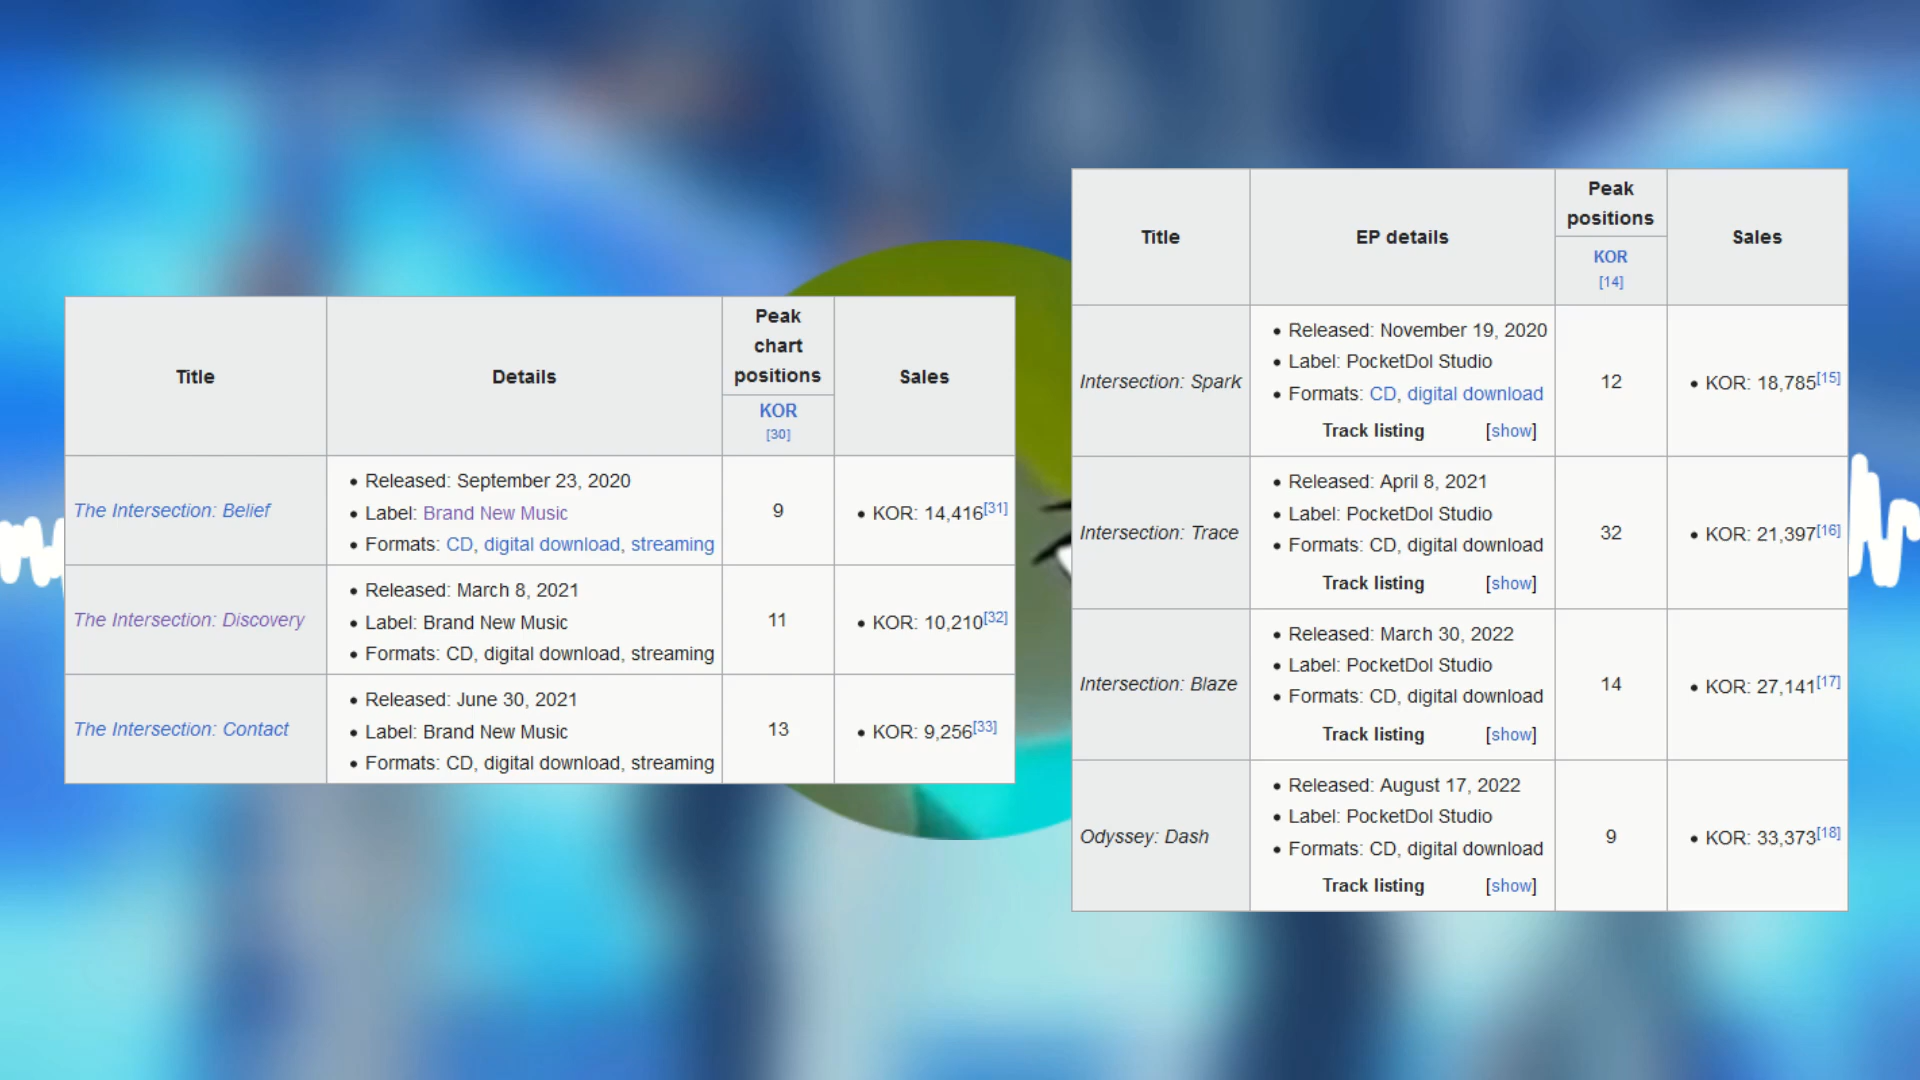 Title
Details
Peak
chart
positions
Sales
KOR
[30]
The Intersection: Belief
• Released: September 23, 2020
• Label: Brand New Music
• Formats: CD, digital download, streaming
9
• KOR: 14,416[31]
The Intersection: Discovery
• Released: March 8, 2021
• Label: Brand New Music
• Formats: CD, digital download, streaming
11
• KOR: 10,210[32]
The Intersection: Contact
• Released: June 30, 2021
• Label: Brand New Music
• Formats: CD, digital download, streaming
13
• KOR: 9,256[33]
Title
EP details
Peak
positions
Sales
KOR
[14]
Intersection: Spark
• Released: November 19, 2020
• Label: PocketDol Studio
• Formats: CD, digital download
Track listing [show]
12
• KOR: 18,785[15]
Intersection: Trace
• Released: April 8, 2021
• Label: PocketDol Studio
• Formats: CD, digital download
Track listing [show]
32
• KOR: 21,397[16]
Intersection: Blaze
• Released: March 30, 2022
• Label: PocketDol Studio
• Formats: CD, digital download
Track listing [show]
14
• KOR: 27,141[17]
Odyssey: Dash
• Released: August 17, 2022
• Label: PocketDol Studio
• Formats: CD, digital download
Track listing [show]
9
• KOR: 33,373[18]